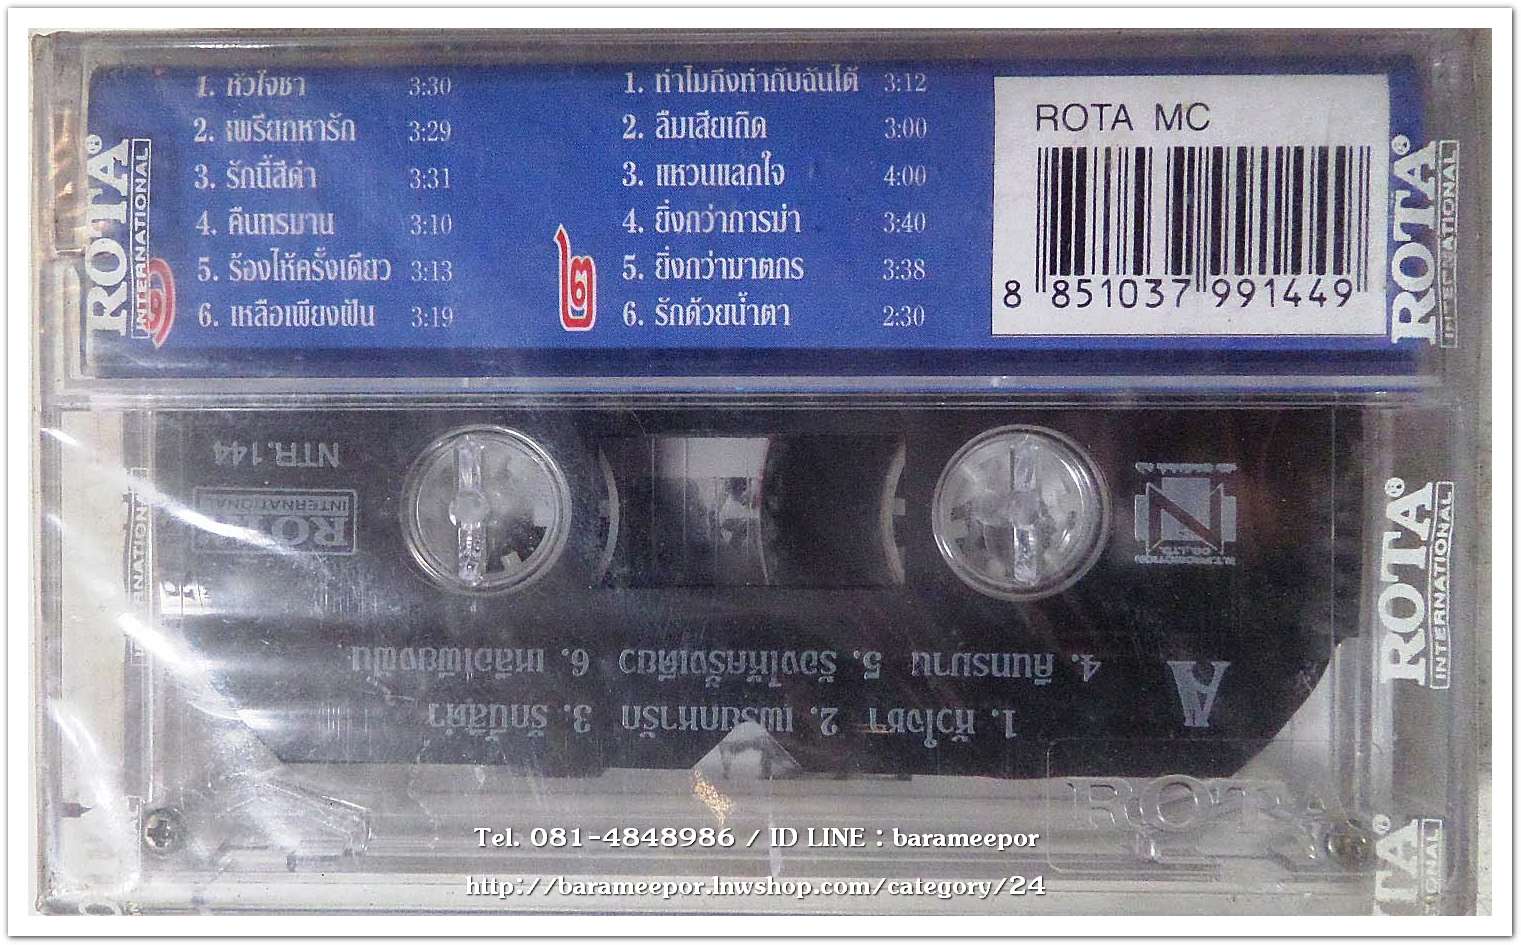 1. หัวใจชา 3:30
2. เพรียกหารัก 3:29
3. รักนี้สีดำ 3:31
4. คืนทรมาน 3:10
5. ร้องไห้ครั้งเดียว 3:13
6. เหลือเพียงฝัน 3:19
๑
๒
1. ทำไมถึงทำกับฉันได้ 3:12
2. ลืมเสียเถิด 3:00
3. แหวนแลกใจ 4:00
4. ยิ่งกว่าการฆ่า 3:40
5. ยิ่งกว่าฆาตกร 3:38
6. รักด้วยน้ำตา 2:30
ROTA MC
8 851037 991449
ROTA®
INTERNATIONAL
ROTA®
INTERNATIONAL
NTR.144
ROTA
INTERNATIONAL
CO.,LTD.
A
1. หัวใจชา 2. เพรียกหารัก 3. รักนี้สีดำ
4. คืนทรมาน 5. ร้องไห้ครั้งเดียว 6. เหลือเพียงฝัน
ROTA®
INTERNATIONAL
NATIONAL
ROTA
Tel. 081-4848986 / ID LINE : barameepor
http://barameepor.lnwshop.com/category/24